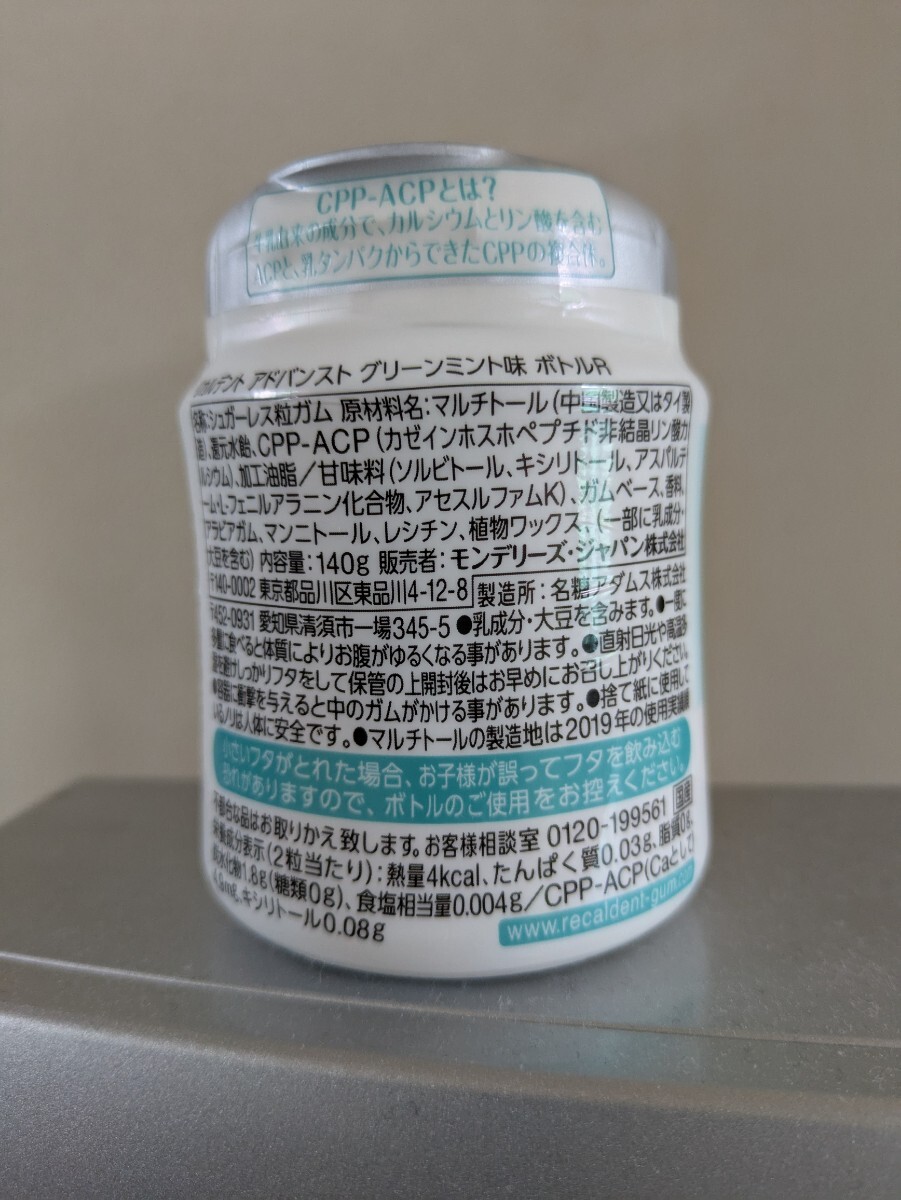 CPP-ACPとは?
牛乳由来の成分で、カルシウムとリン酸を含む
ACPと、乳タンパクからできたCPPの複合体。
カルデント アドバンスト グリーンミント味 ボトルR
名称:シュガーレス粒ガム 原材料名:マルチトール(中国製造又はタイ製
造)、還元水飴、CPP-ACP(カゼインホスホペプチド非結晶リン酸カ
ルシウム)、加工油脂/甘味料(ソルビトール、キシリトール、アスパルテ
ーム・L-フェニルアラニン化合物、アセスルファムK)、ガムベース、香料、
アラビアガム、マンニトール、レシチン、植物ワックス、(一部に乳成分・
大豆を含む) 内容量:140g 販売者:モンデリーズ・ジャパン株式会社
〒140-0002 東京都品川区東品川4-12-8 製造所:名糖アダムス株式会社
〒452-0931 愛知県清須市一場345-5 ●乳成分・大豆を含みます。●一度に
多量に食べると体質によりお腹がゆるくなる事があります。●直射日光や高温多
湿を避けしっかりフタをして保管の上開封後はお早めにお召し上がりください。
●容器に衝撃を与えると中のガムがかける事があります。●捨て紙に使用して
いるノリは人体に安全です。●マルチトールの製造地は2019年の使用実績順
小さいフタがとれた場合、お子様が誤ってフタを飲み込む
恐れがありますので、ボトルのご使用をお控えください。
不都合な品はお取りかえ致します。お客様相談室 0120-199561 国産
栄養成分表示(2粒当たり):熱量4kcal、たんぱく質0.03g、脂質0g、
炭水化物1.8g(糖類0g)、食塩相当量0.004g/CPP-ACP(Caとして)
mg、キシリトール0.08g
www.recaldent-gum.com